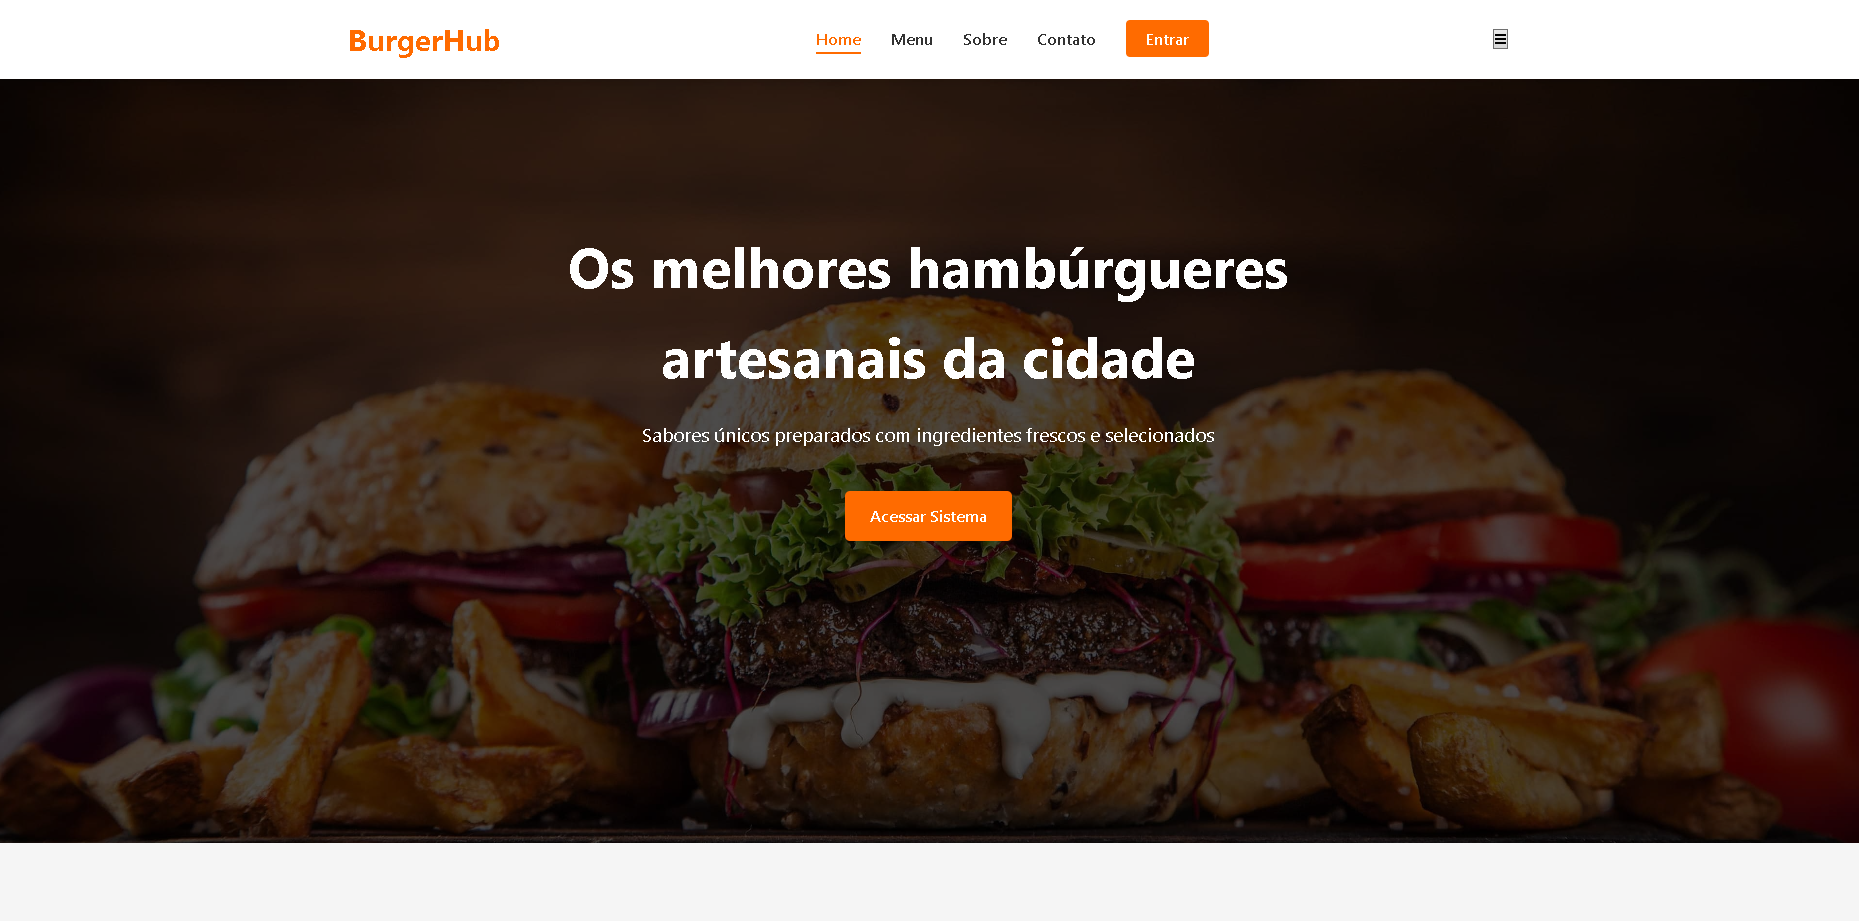 BurgerHub
Home Menu Sobre Contato Entrar
Os melhores hambúrgueres
artesanais da cidade
Sabores únicos preparados com ingredientes frescos e selecionados
Acessar Sistema